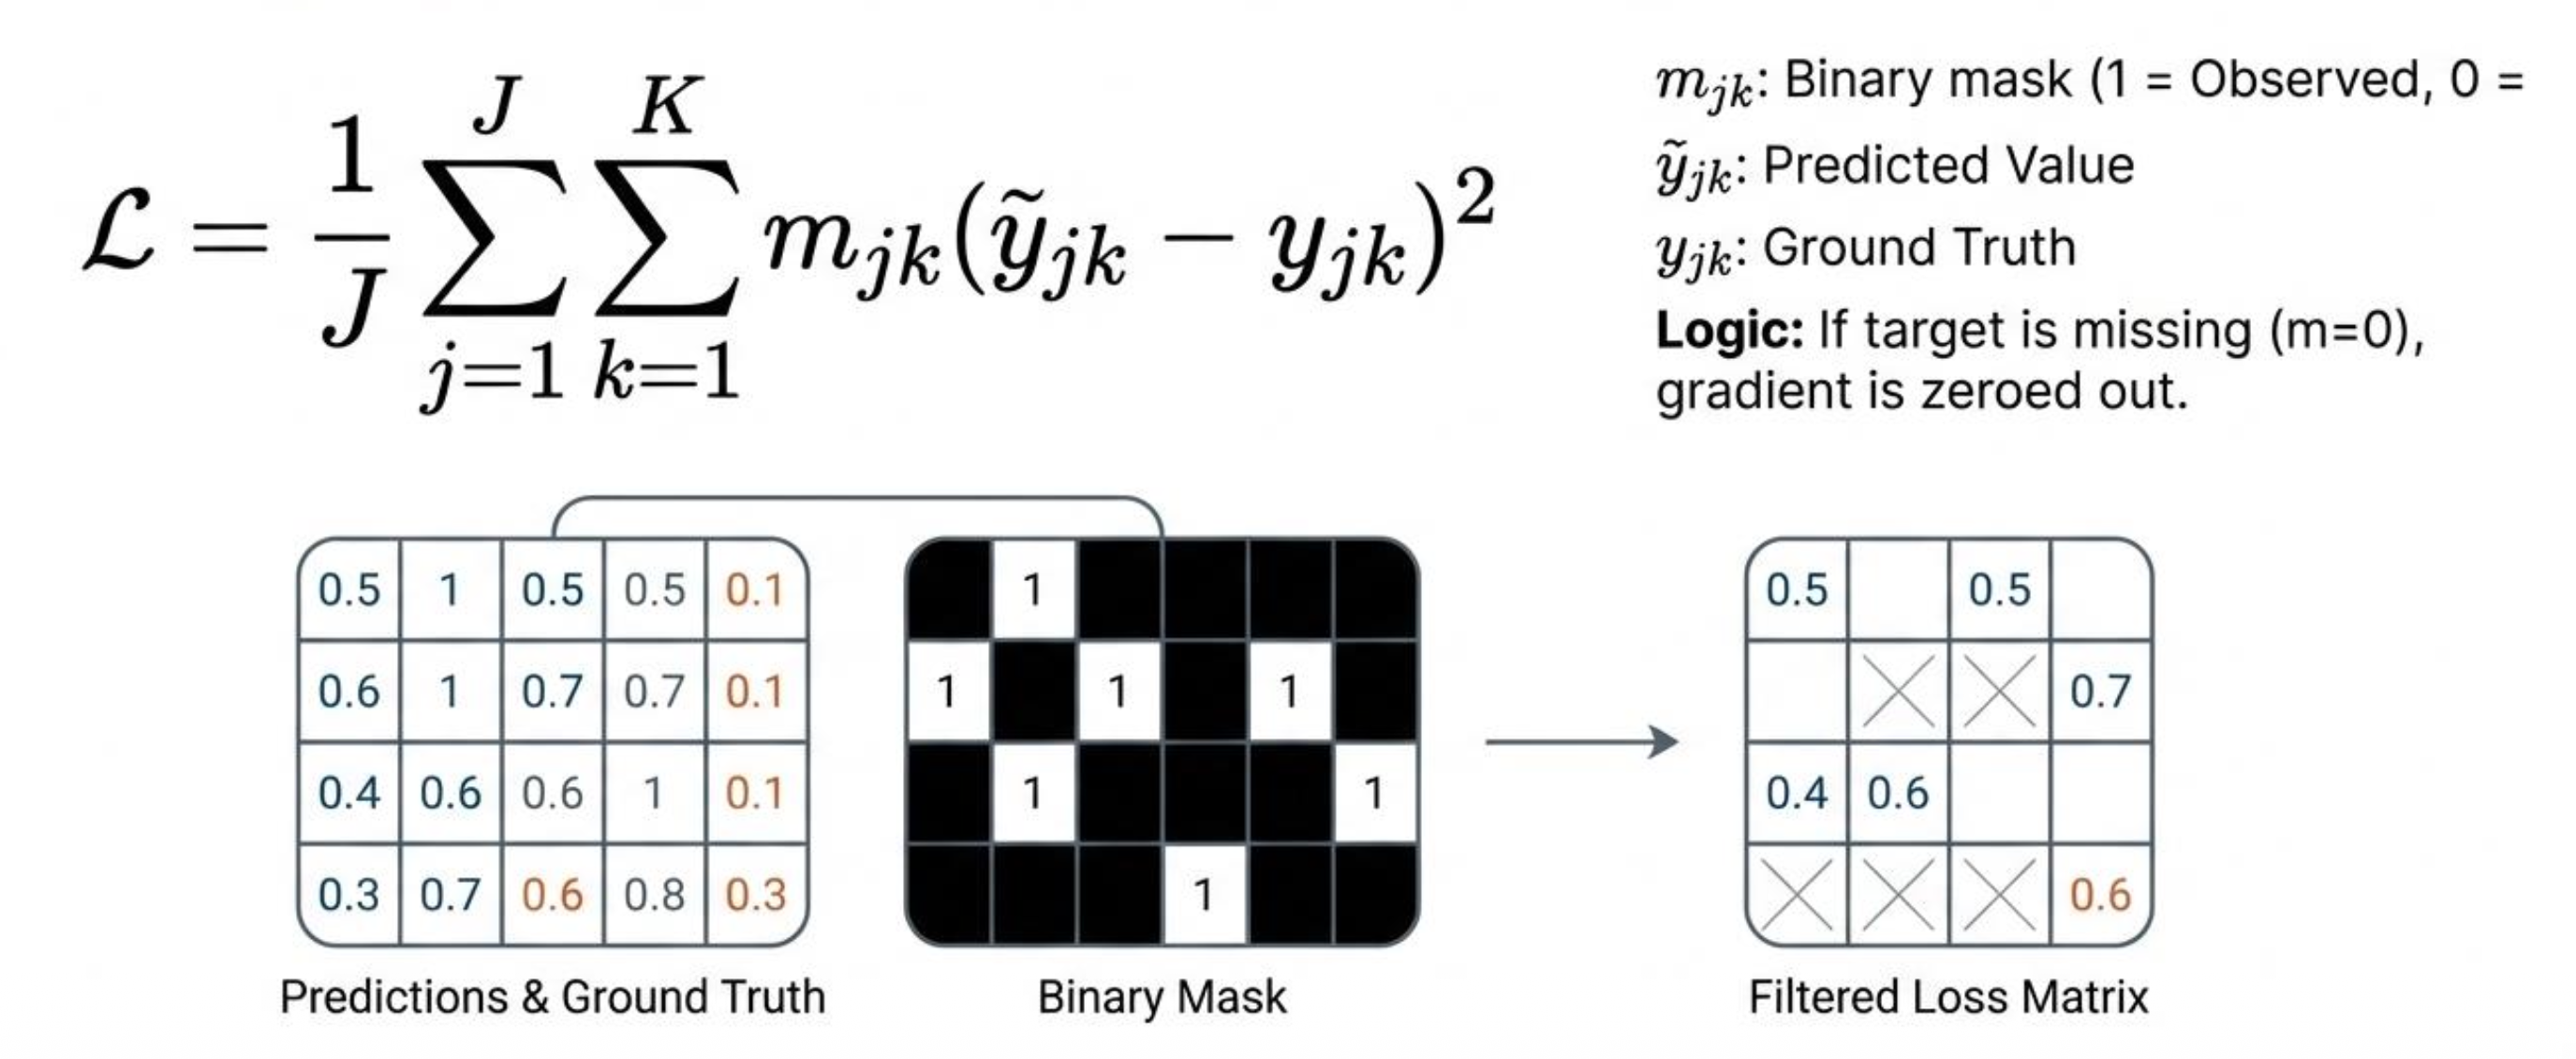 ℒ = 1/J ∑_{j=1}^{J} ∑_{k=1}^{K} m_{jk}(ỹ_{jk} − y_{jk})²
m_{jk}: Binary mask (1 = Observed, 0 =
ỹ_{jk}: Predicted Value
y_{jk}: Ground Truth
Logic: If target is missing (m=0),
gradient is zeroed out.
0.5 1 0.5 0.5 0.1
0.6 1 0.7 0.7 0.1
0.4 0.6 0.6 1 0.1
0.3 0.7 0.6 0.8 0.3
Predictions & Ground Truth
1
1 1 1
1 1
1
Binary Mask
0.5 0.5
0.7
0.4 0.6
0.6
Filtered Loss Matrix